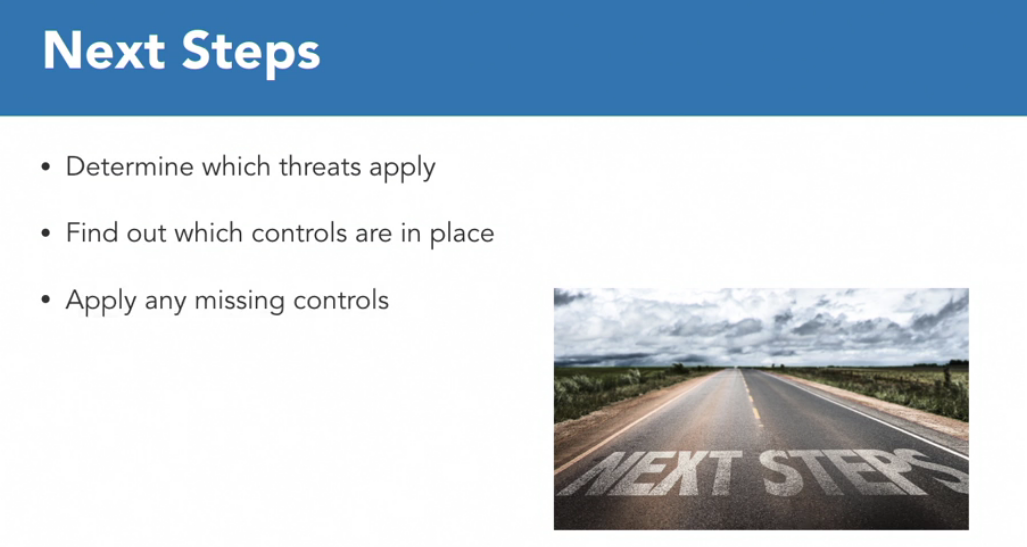 Next Steps
• Determine which threats apply
• Find out which controls are in place
• Apply any missing controls
NEXT STEPS